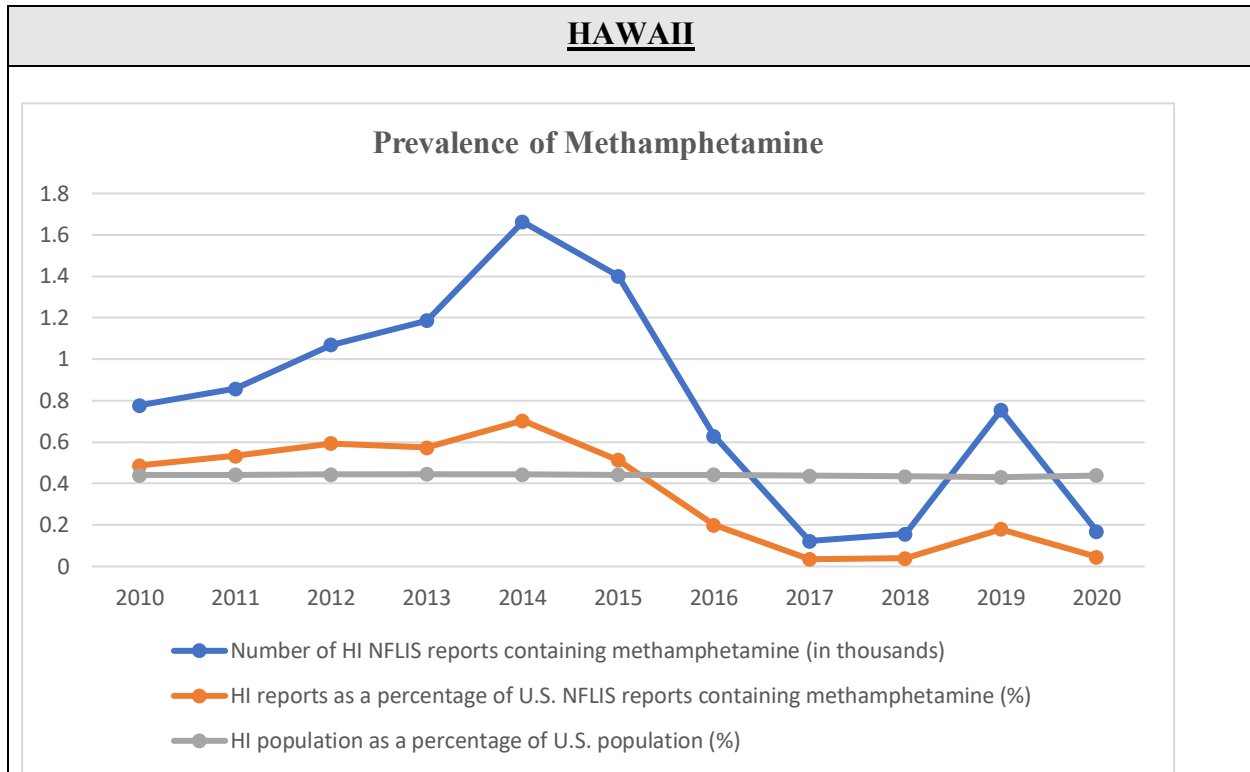 HAWAII
Prevalence of Methamphetamine
1.8
1.6
1.4
1.2
1
0.8
0.6
0.4
0.2
0
2010 2011 2012 2013 2014 2015 2016 2017 2018 2019 2020
Number of HI NFLIS reports containing methamphetamine (in thousands)
HI reports as a percentage of U.S. NFLIS reports containing methamphetamine (%)
HI population as a percentage of U.S. population (%)